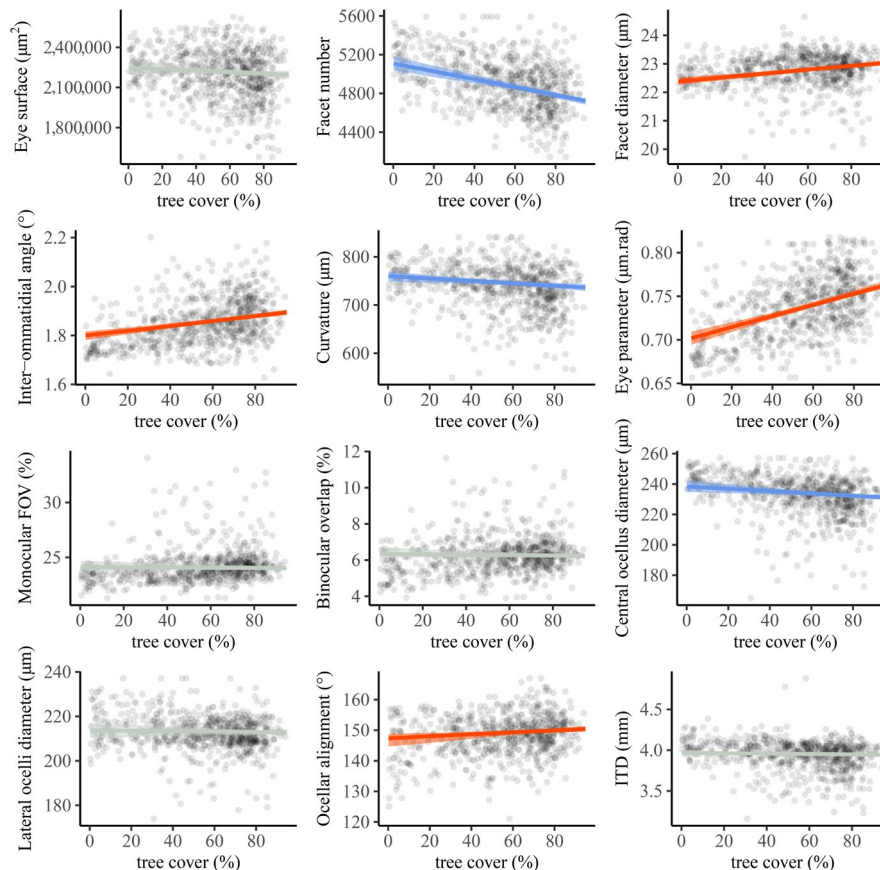 Eye surface (μm²)
2,400,000
2,100,000
1,800,000
0 20 40 60 80
tree cover (%)
Facet number
5600
5200
4800
4400
0 20 40 60 80
tree cover (%)
Facet diameter (μm)
24
23
22
21
20
0 20 40 60 80
tree cover (%)
Inter−ommatidial angle (°)
2.2
2.0
1.8
1.6
0 20 40 60 80
tree cover (%)
Curvature (μm)
800
700
600
0 20 40 60 80
tree cover (%)
Eye parameter (μm.rad)
0.80
0.75
0.70
0.65
0 20 40 60 80
tree cover (%)
Monocular FOV (%)
30
25
0 20 40 60 80
tree cover (%)
Binocular overlap (%)
12
10
8
6
4
0 20 40 60 80
tree cover (%)
Central ocellus diameter (μm)
260
240
220
200
180
0 20 40 60 80
tree cover (%)
Lateral ocelli diameter (μm)
240
220
210
180
0 20 40 60 80
tree cover (%)
Ocellar alignment (°)
160
150
140
130
120
0 20 40 60 80
tree cover (%)
ITD (mm)
4.5
4.0
3.5
0 20 40 60 80
tree cover (%)